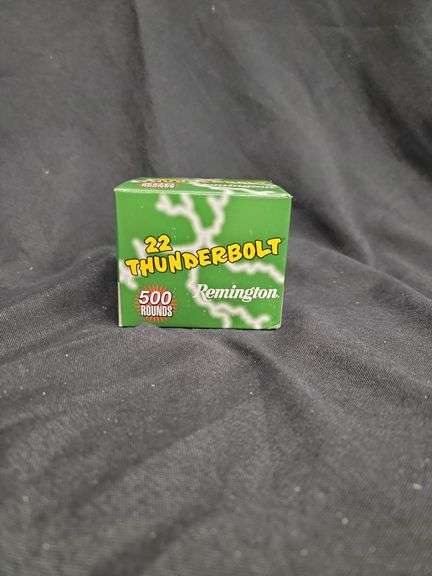 22
THUNDERBOLT
500
ROUNDS
Remington.